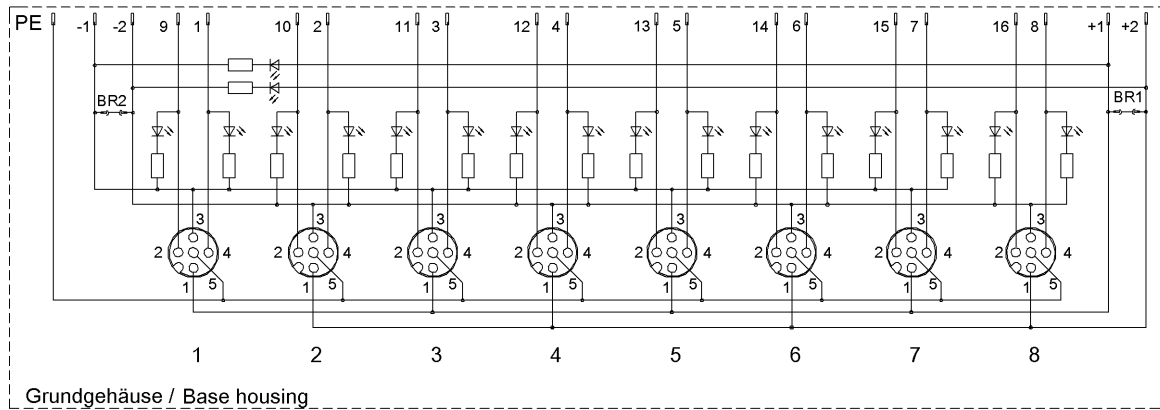 PE -1 -2 9 1 10 2 11 3 12 4 13 5 14 6 15 7 16 8 +1 +2
BR2 BR1
3 3 3 3 3 3 3 3
2 4 2 4 2 4 2 4 2 4 2 4 2 4 2 4
1 5 1 5 1 5 1 5 1 5 1 5 1 5 1 5
1 2 3 4 5 6 7 8
Grundgehäuse / Base housing